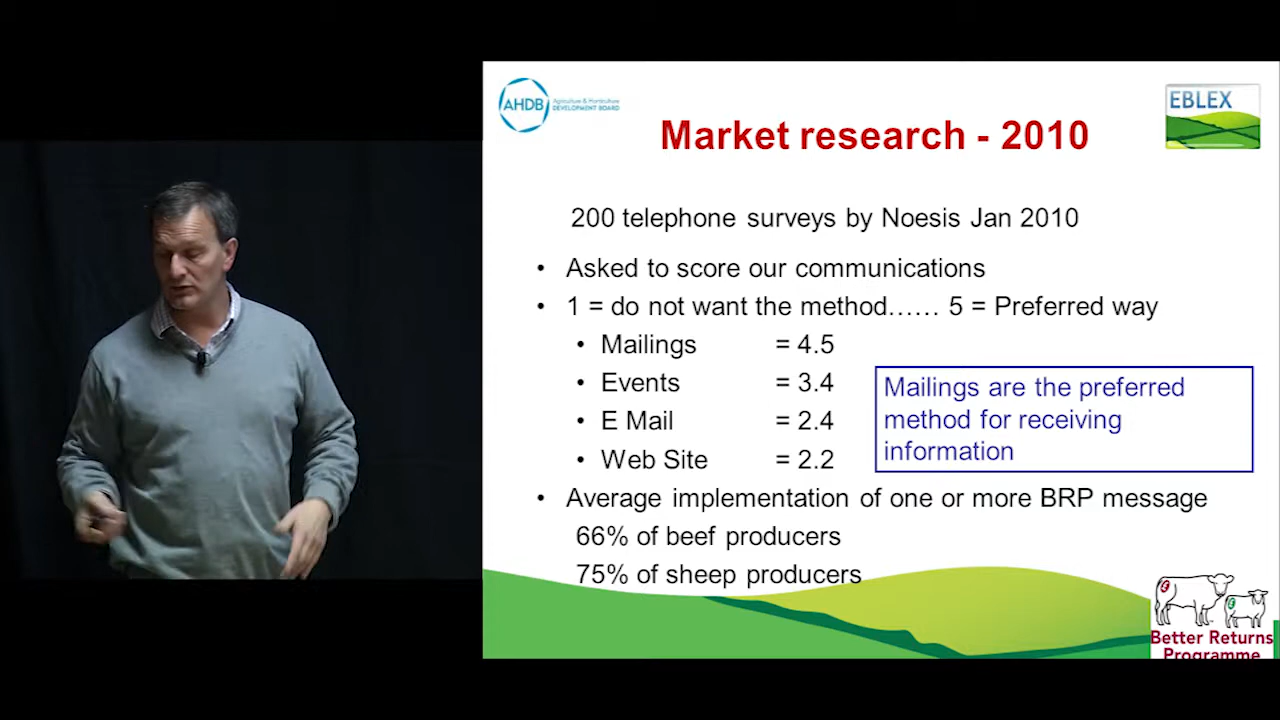 AHDB
Agriculture & Horticulture
DEVELOPMENT BOARD
EBLEX
Market research - 2010
200 telephone surveys by Noesis Jan 2010
• Asked to score our communications
• 1 = do not want the method…… 5 = Preferred way
• Mailings = 4.5
• Events = 3.4
• E Mail = 2.4
• Web Site = 2.2
Mailings are the preferred
method for receiving
information
• Average implementation of one or more BRP message
66% of beef producers
75% of sheep producers
Better Returns
Programme